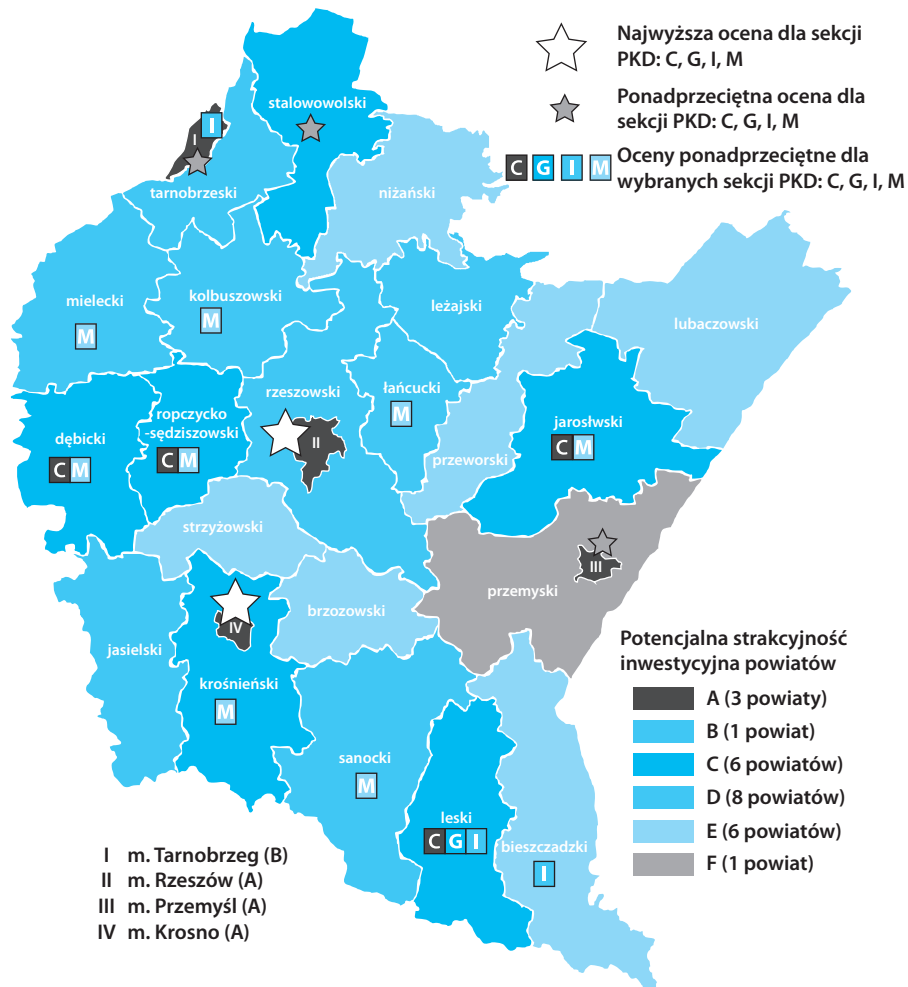 Najwyższa ocena dla sekcji
PKD: C, G, I, M
Ponadprzeciętna ocena dla
sekcji PKD: C, G, I, M
C G I M
Oceny ponadprzeciętne dla
wybranych sekcji PKD: C, G, I, M
stalowowolski
I
I
tarnobrzeski
niżański
mielecki
M
kolbuszowski
M
leżajski
lubaczowski
rzeszowski
II
łańcucki
M
dębicki
C M
ropczycko
-sędziszowski
C M
jarosłwski
C M
przeworski
strzyżowski
III
przemyski
brzozowski
IV
jasielski
krośnieński
M
sanocki
M
leski
C G I
bieszczadzki
I
Potencjalna strakcyjność
inwestycyjna powiatów
A (3 powiaty)
B (1 powiat)
C (6 powiatów)
D (8 powiatów)
E (6 powiatów)
F (1 powiat)
I m. Tarnobrzeg (B)
II m. Rzeszów (A)
III m. Przemyśl (A)
IV m. Krosno (A)